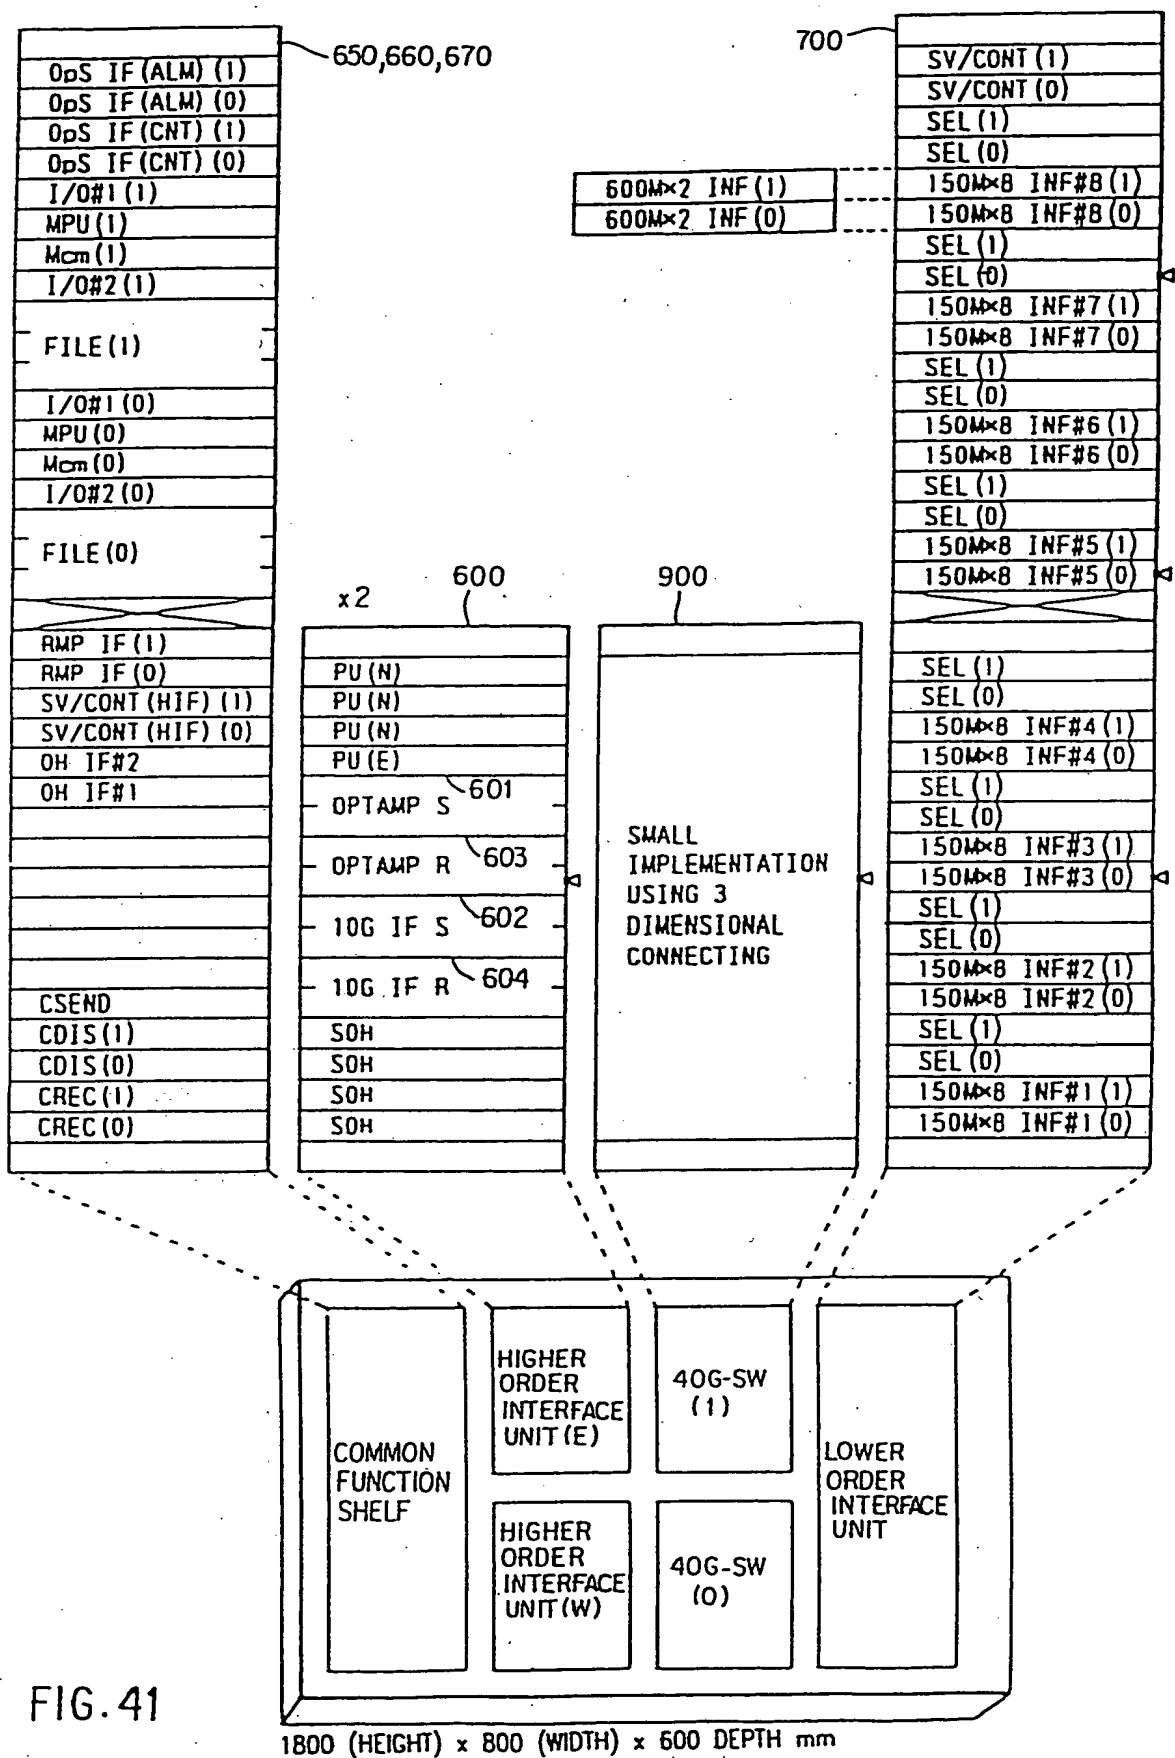 650,660,670
OpS IF(ALM)(1)
OpS IF(ALM)(0)
OpS IF(CNT)(1)
OpS IF(CNT)(0)
I/O#1(1)
MPU(1)
Mem(1)
I/O#2(1)
FILE(1)
I/O#1(0)
MPU(0)
Mem(0)
I/O#2(0)
FILE(0)
RMP IF(1)
RMP IF(0)
SV/CONT(HIF)(1)
SV/CONT(HIF)(0)
OH IF#2
OH IF#1
CSEND
CDIS(1)
CDIS(0)
CREC(1)
CREC(0)
x2
600
PU(N)
PU(N)
PU(N)
PU(E)
601
OPTAMP S
603
OPTAMP R
602
10G IF S
604
10G IF R
SOH
SOH
SOH
SOH
900
SMALL
IMPLEMENTATION
USING 3
DIMENSIONAL
CONNECTING
600M×2 INF(1)
600M×2 INF(0)
700
SV/CONT(1)
SV/CONT(0)
SEL(1)
SEL(0)
150M×8 INF#8(1)
150M×8 INF#8(0)
SEL(1)
SEL(0)
150M×8 INF#7(1)
150M×8 INF#7(0)
SEL(1)
SEL(0)
150M×8 INF#6(1)
150M×8 INF#6(0)
SEL(1)
SEL(0)
150M×8 INF#5(1)
150M×8 INF#5(0)
SEL(1)
SEL(0)
150M×8 INF#4(1)
150M×8 INF#4(0)
SEL(1)
SEL(0)
150M×8 INF#3(1)
150M×8 INF#3(0)
SEL(1)
SEL(0)
150M×8 INF#2(1)
150M×8 INF#2(0)
SEL(1)
SEL(0)
150M×8 INF#1(1)
150M×8 INF#1(0)
COMMON
FUNCTION
SHELF
HIGHER
ORDER
INTERFACE
UNIT(E)
HIGHER
ORDER
INTERFACE
UNIT(W)
40G-SW
(1)
40G-SW
(0)
LOWER
ORDER
INTERFACE
UNIT
FIG.41
1800 (HEIGHT) x 800 (WIDTH) x 600 DEPTH mm